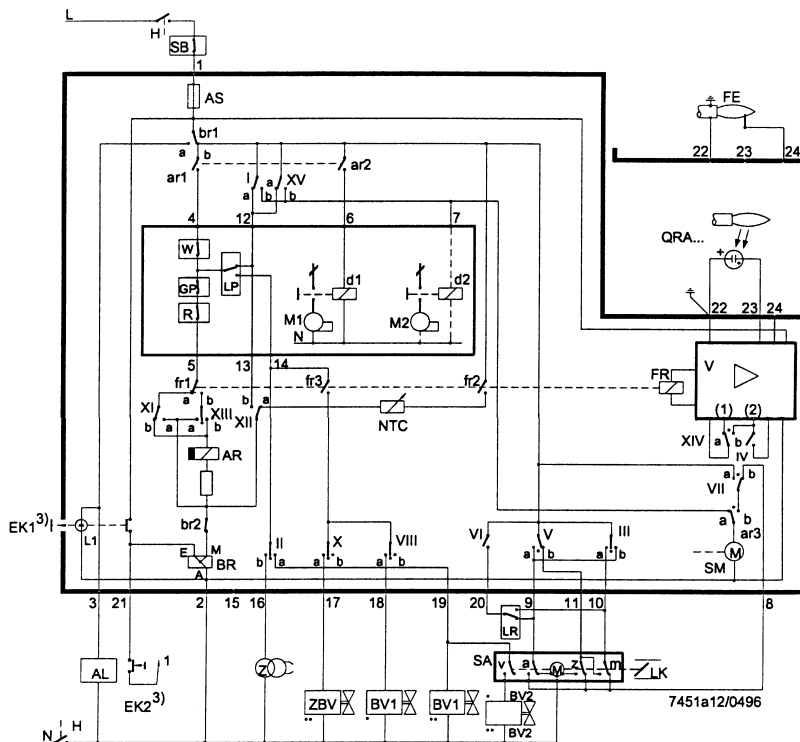 L
H
SB
1
AS
FE
br1
22 23 24
a b
ar1 ar2
I XV
a b a b
QRA...
+
4 12 6 7
W
GP LP
R
d1 d2
M1 M2
N
22 23 24
V
FR
5 13 14
fr1 fr3 fr2
XI XIII XII
b a a b
a b
b a
NTC
(1) (2)
XIV a b IV
AR
VII a b
a b
ar3
EK1 3)
L1
br2
E M
BR
A
II X VIII VI V III
b a a b a b a b a b
M
SM
3 21 2 15 16 17 18 19 20 9 11 10 8
LR
AL
1
EK2 3)
Z
SA v a M z m
LK
ZBV BV1 BV1 BV2
BV2
7451a12/0496
N H